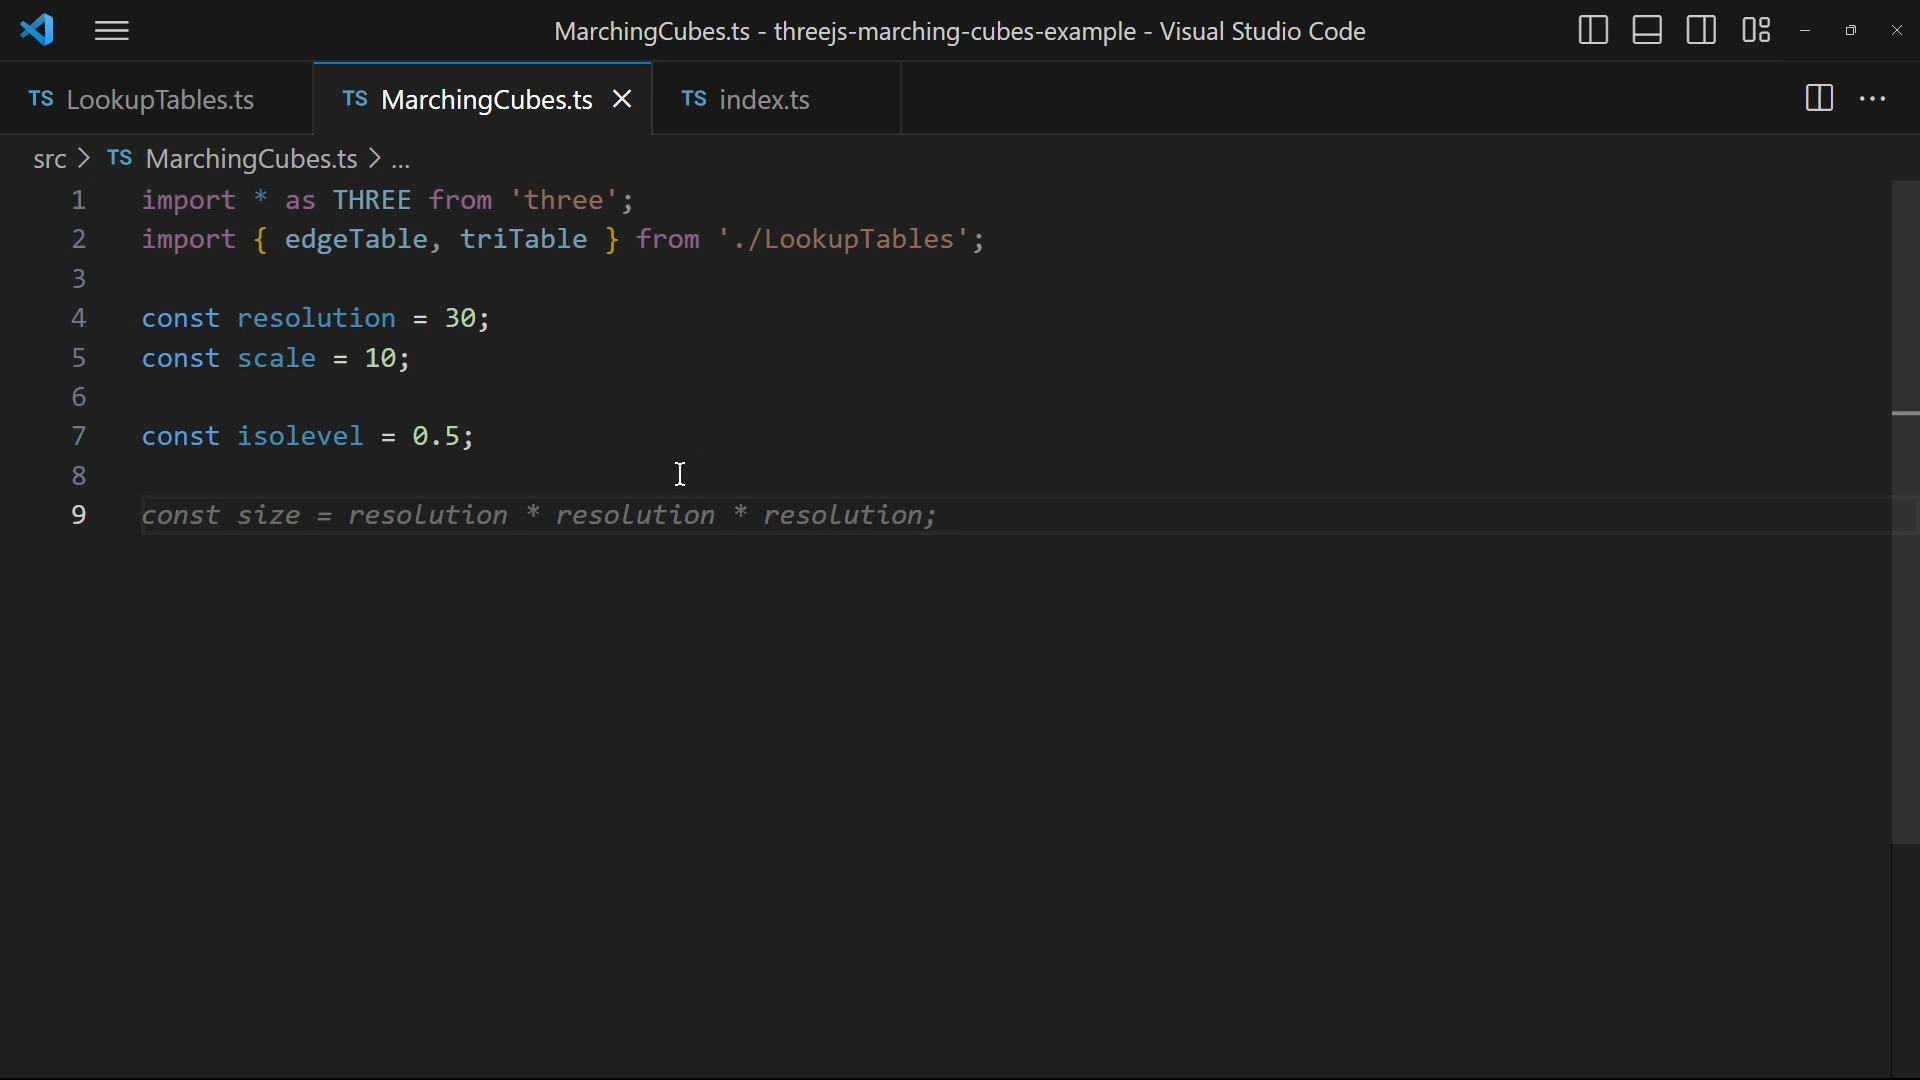 MarchingCubes.ts - threejs-marching-cubes-example - Visual Studio Code
TS LookupTables.ts TS MarchingCubes.ts TS index.ts
src > TS MarchingCubes.ts > ...
1 import * as THREE from 'three';
2 import { edgeTable, triTable } from './LookupTables';
3
4 const resolution = 30;
5 const scale = 10;
6
7 const isolevel = 0.5;
8
9 const size = resolution * resolution * resolution;